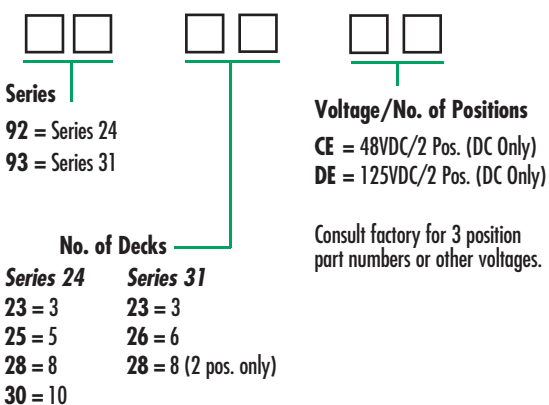 Series
92 = Series 24
93 = Series 31
Voltage/No. of Positions
CE = 48VDC/2 Pos. (DC Only)
DE = 125VDC/2 Pos. (DC Only)
Consult factory for 3 position
part numbers or other voltages.
No. of Decks
Series 24 Series 31
23 = 3 23 = 3
25 = 5 26 = 6
28 = 8 28 = 8 (2 pos. only)
30 = 10